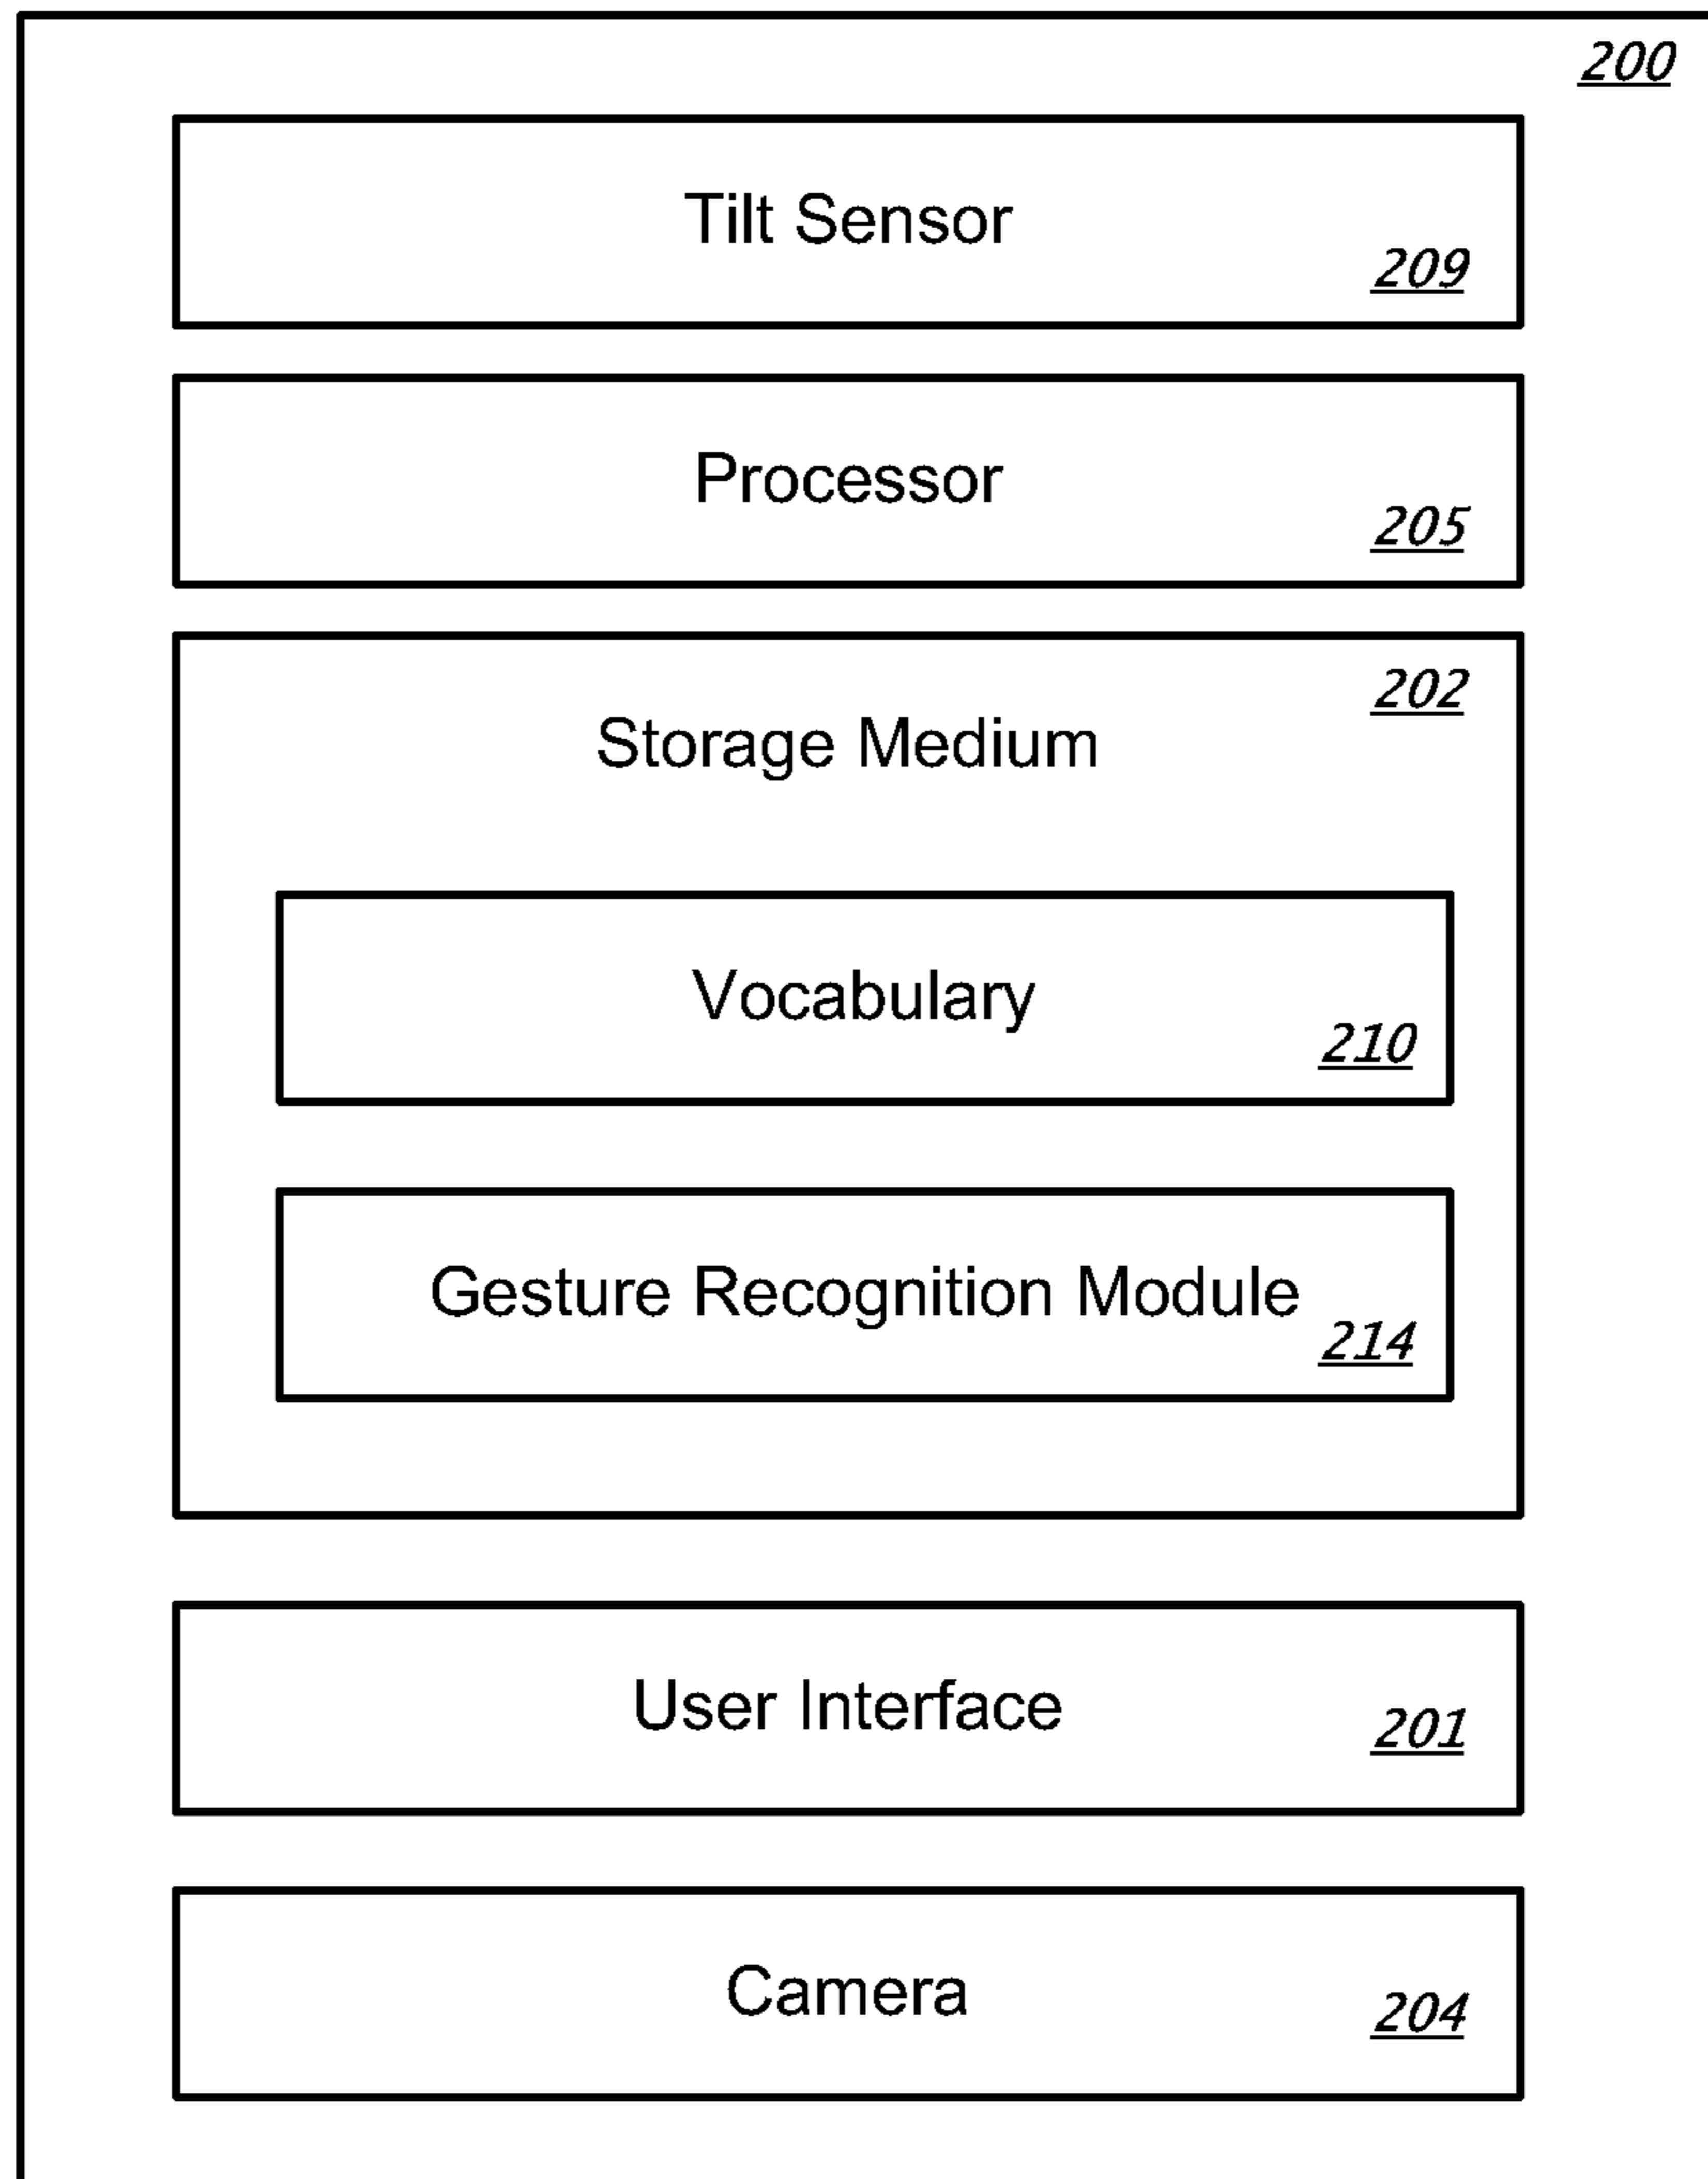 200
Tilt Sensor
209
Processor
205
202
Storage Medium
Vocabulary
210
Gesture Recognition Module
214
User Interface
201
Camera
204